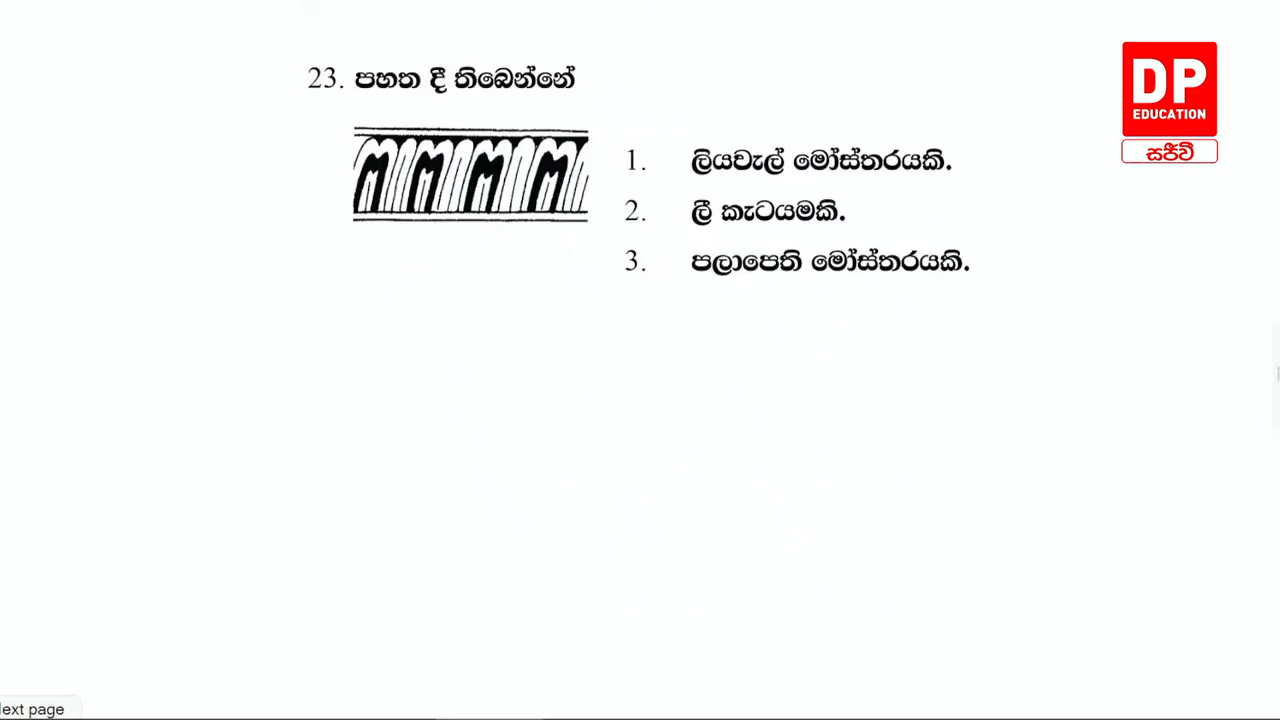 DP
EDUCATION
සජීවී
23. පහත දී තිබෙන්නේ
1. ලියවැල් මෝස්තරයකි.
2. ලී කැටයමකි.
3. පලාපෙති මෝස්තරයකි.
ext page